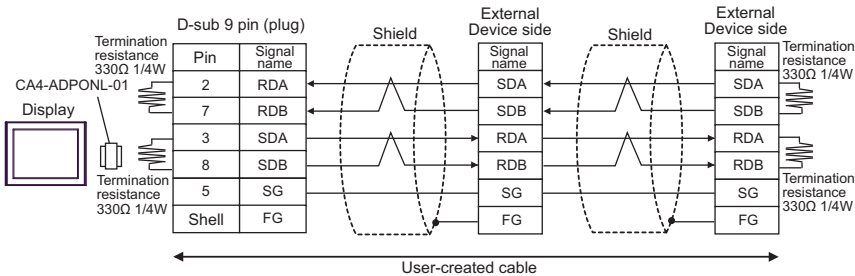 D-sub 9 pin (plug)
Shield
External
Device side
Shield
External
Device side
Termination
resistance
330Ω 1/4W
CA4-ADPONL-01
Display
Termination
resistance
330Ω 1/4W
Pin
Signal
name
2
RDA
7
RDB
3
SDA
8
SDB
5
SG
Shell
FG
Signal
name
SDA
SDB
RDA
RDB
SG
FG
Signal
name
SDA
SDB
RDA
RDB
SG
FG
Termination
resistance
330Ω 1/4W
Termination
resistance
330Ω 1/4W
User-created cable